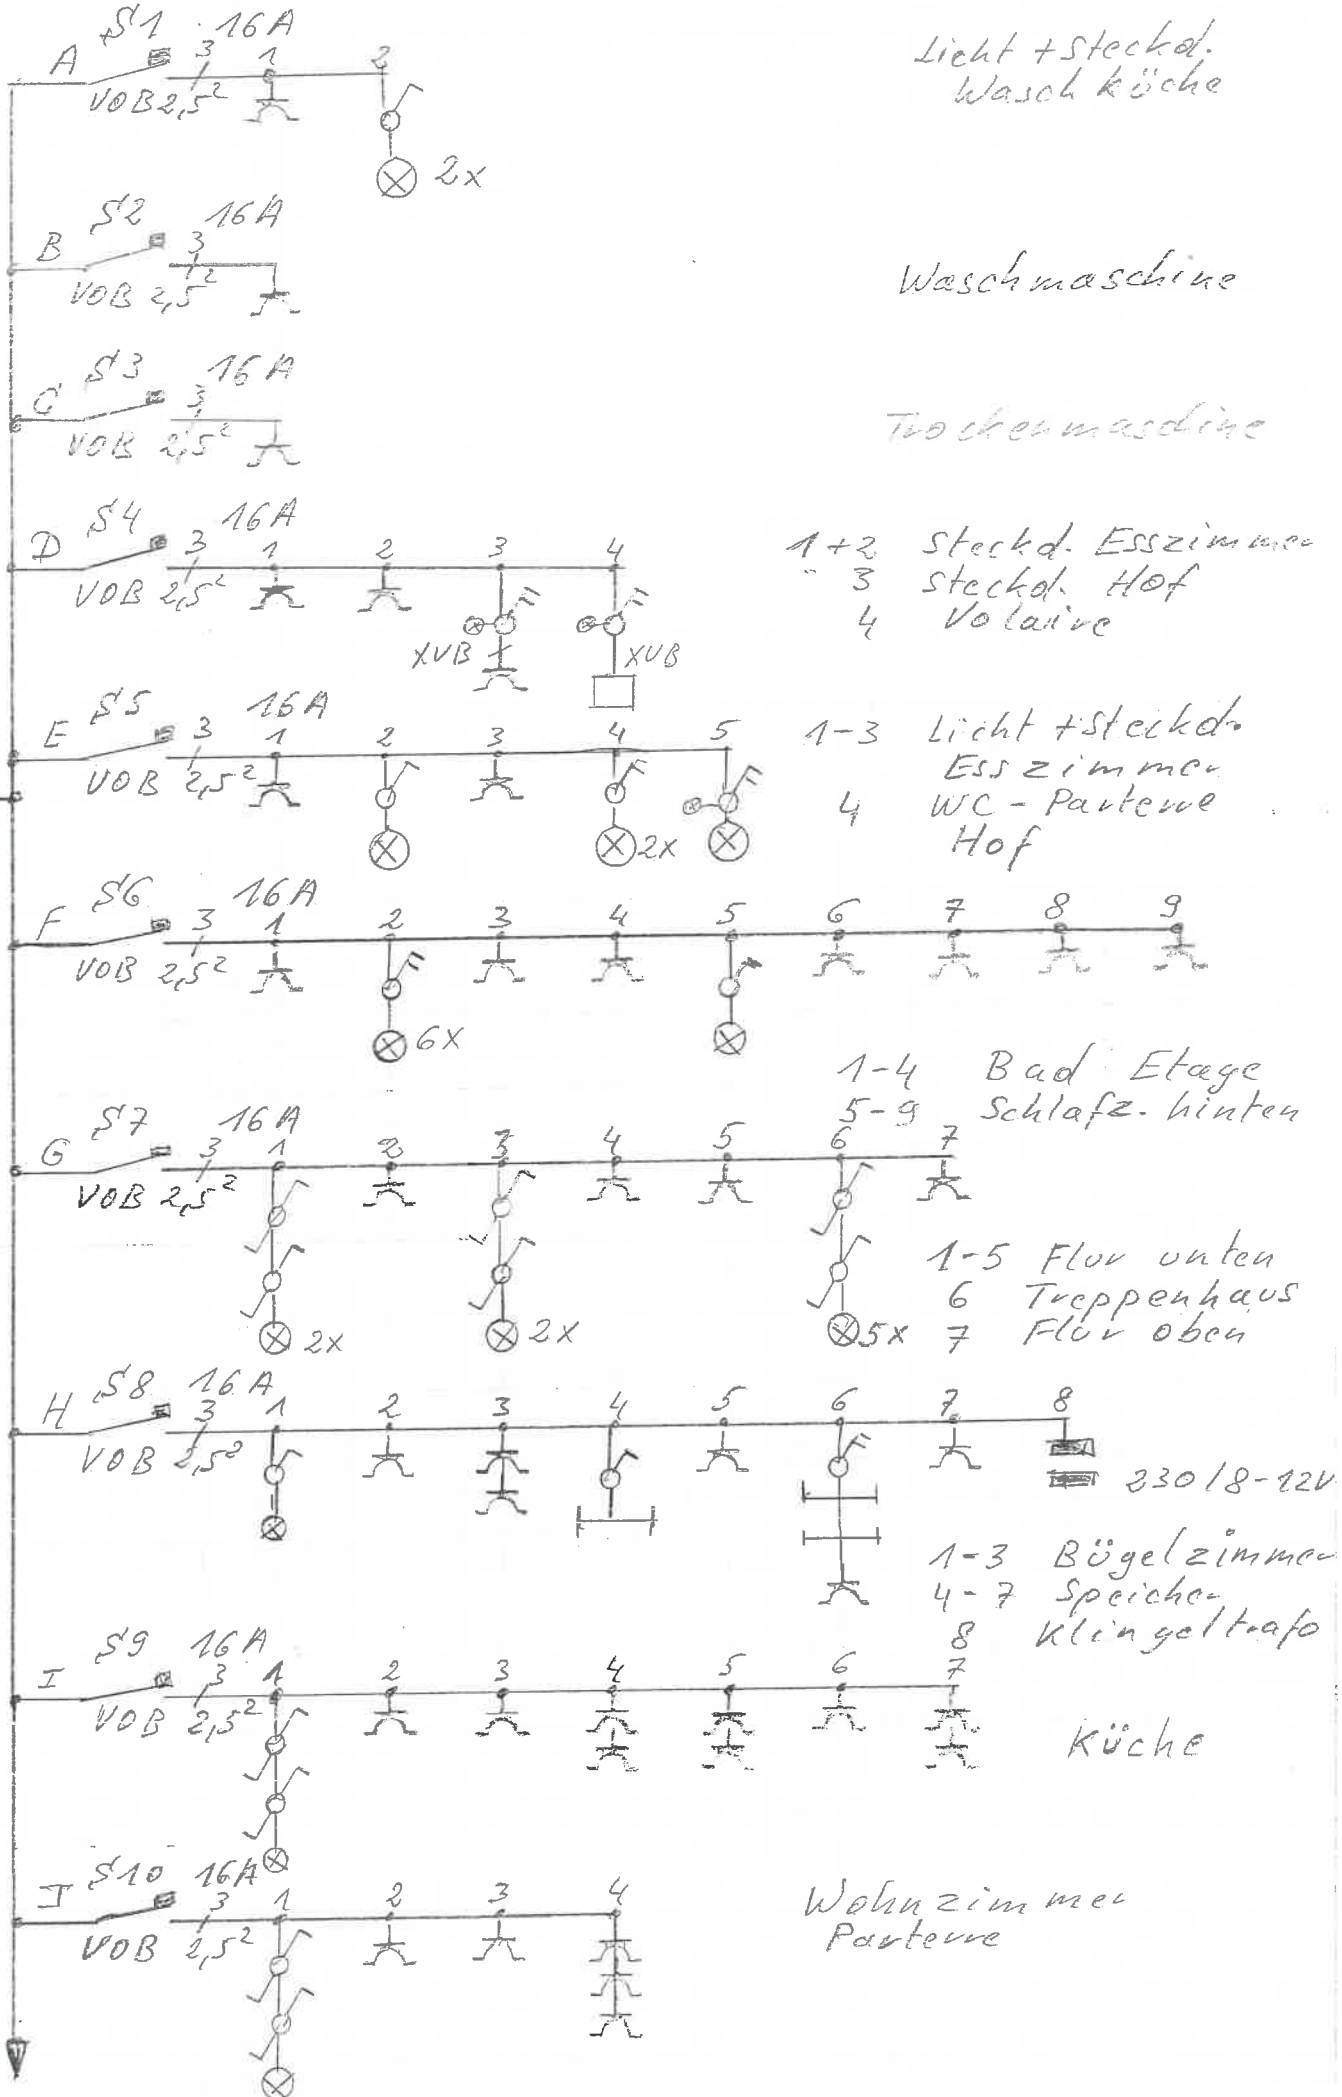 S1 16A
A 3 1 2
VOB 2,5²
2x
Licht + Steckd.
Waschküche
S2 16A
B 3
VOB 2,5²
Waschmaschine
S3 16A
C 3
VOB 2,5²
Trockenmaschine
S4 16A
D 3 1 2 3 4
VOB 2,5²
XVB XVB
1+2 Steckd. Esszimmer
3 Steckd. Hof
4 Volaire
S5 16A
E 3 1 2 3 4 5
VOB 2,5²
2x
1-3 Licht + Steckd.
Esszimmer
4 WC - Parterre
Hof
S6 16A
F 3 1 2 3 4 5 6 7 8 9
VOB 2,5²
6x
1-4 Bad Etage
5-9 Schlafz. hinten
S7 16A
G 3 1 2 3 4 5 6 7
VOB 2,5²
2x 2x 5x
1-5 Flur unten
6 Treppenhaus
7 Flur oben
S8 16A
H 3 1 2 3 4 5 6 7 8
VOB 2,5²
230/8-12V
1-3 Bügelzimmer
4-7 Speicher
8 Klingeltrafo
S9 16A
I 3 1 2 3 4 5 6 7
VOB 2,5²
Küche
S10 16A
J 3 1 2 3 4
VOB 2,5²
Wohnzimmer
Parterre